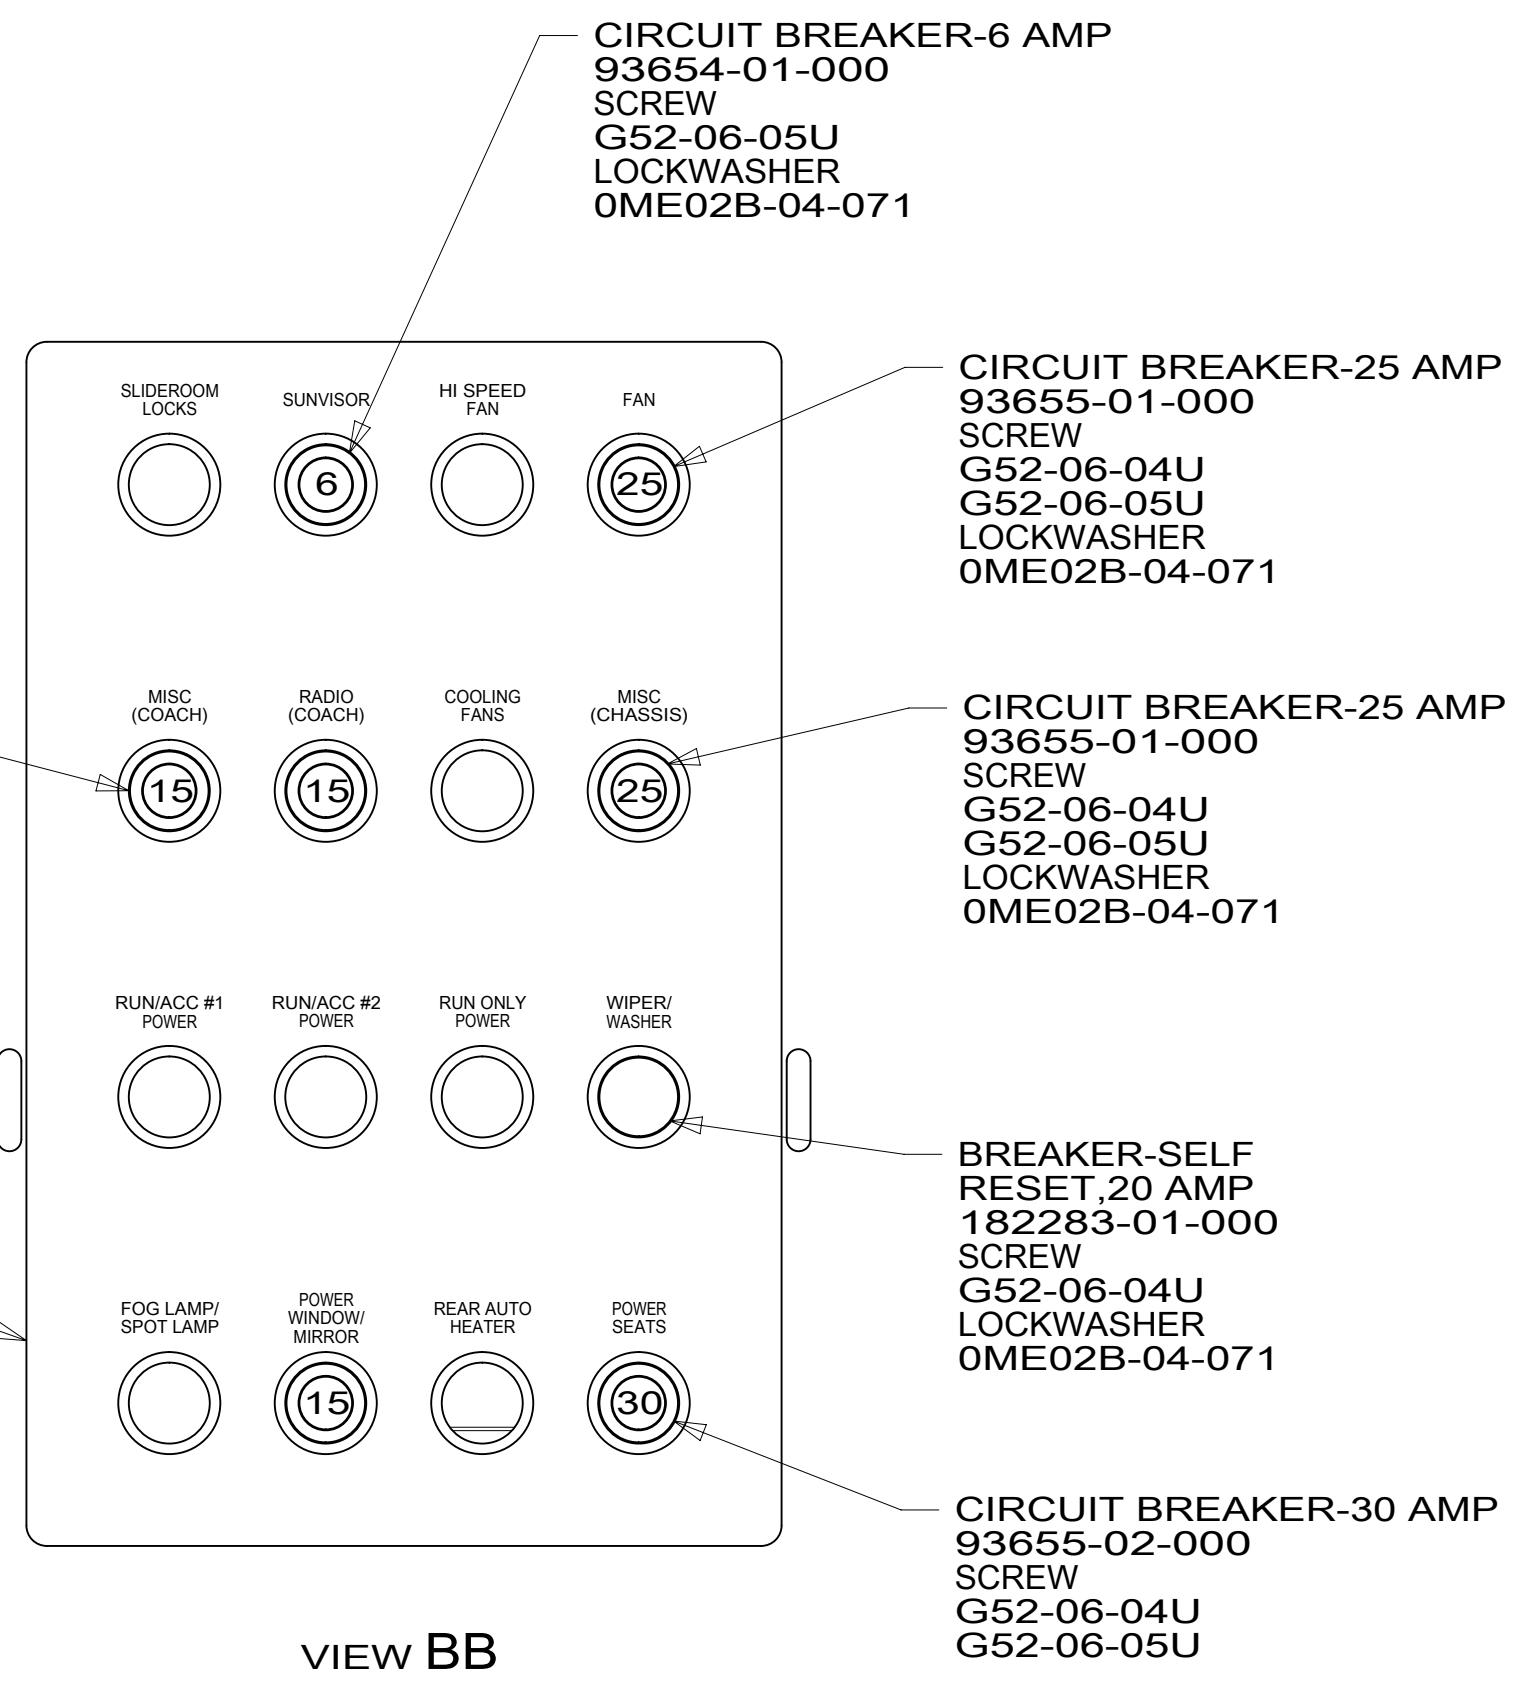 CIRCUIT BREAKER-6 AMP
93654-01-000
SCREW
G52-06-05U
LOCKWASHER
0ME02B-04-071
SLIDEROOM
LOCKS
SUNVISOR
HI SPEED
FAN
FAN
6
25
CIRCUIT BREAKER-25 AMP
93655-01-000
SCREW
G52-06-04U
G52-06-05U
LOCKWASHER
0ME02B-04-071
MISC
(COACH)
RADIO
(COACH)
COOLING
FANS
MISC
(CHASSIS)
15
15
25
CIRCUIT BREAKER-25 AMP
93655-01-000
SCREW
G52-06-04U
G52-06-05U
LOCKWASHER
0ME02B-04-071
RUN/ACC #1
POWER
RUN/ACC #2
POWER
RUN ONLY
POWER
WIPER/
WASHER
BREAKER-SELF
RESET,20 AMP
182283-01-000
SCREW
G52-06-04U
LOCKWASHER
0ME02B-04-071
FOG LAMP/
SPOT LAMP
POWER
WINDOW/
MIRROR
REAR AUTO
HEATER
POWER
SEATS
15
30
CIRCUIT BREAKER-30 AMP
93655-02-000
SCREW
G52-06-04U
G52-06-05U
VIEW BB